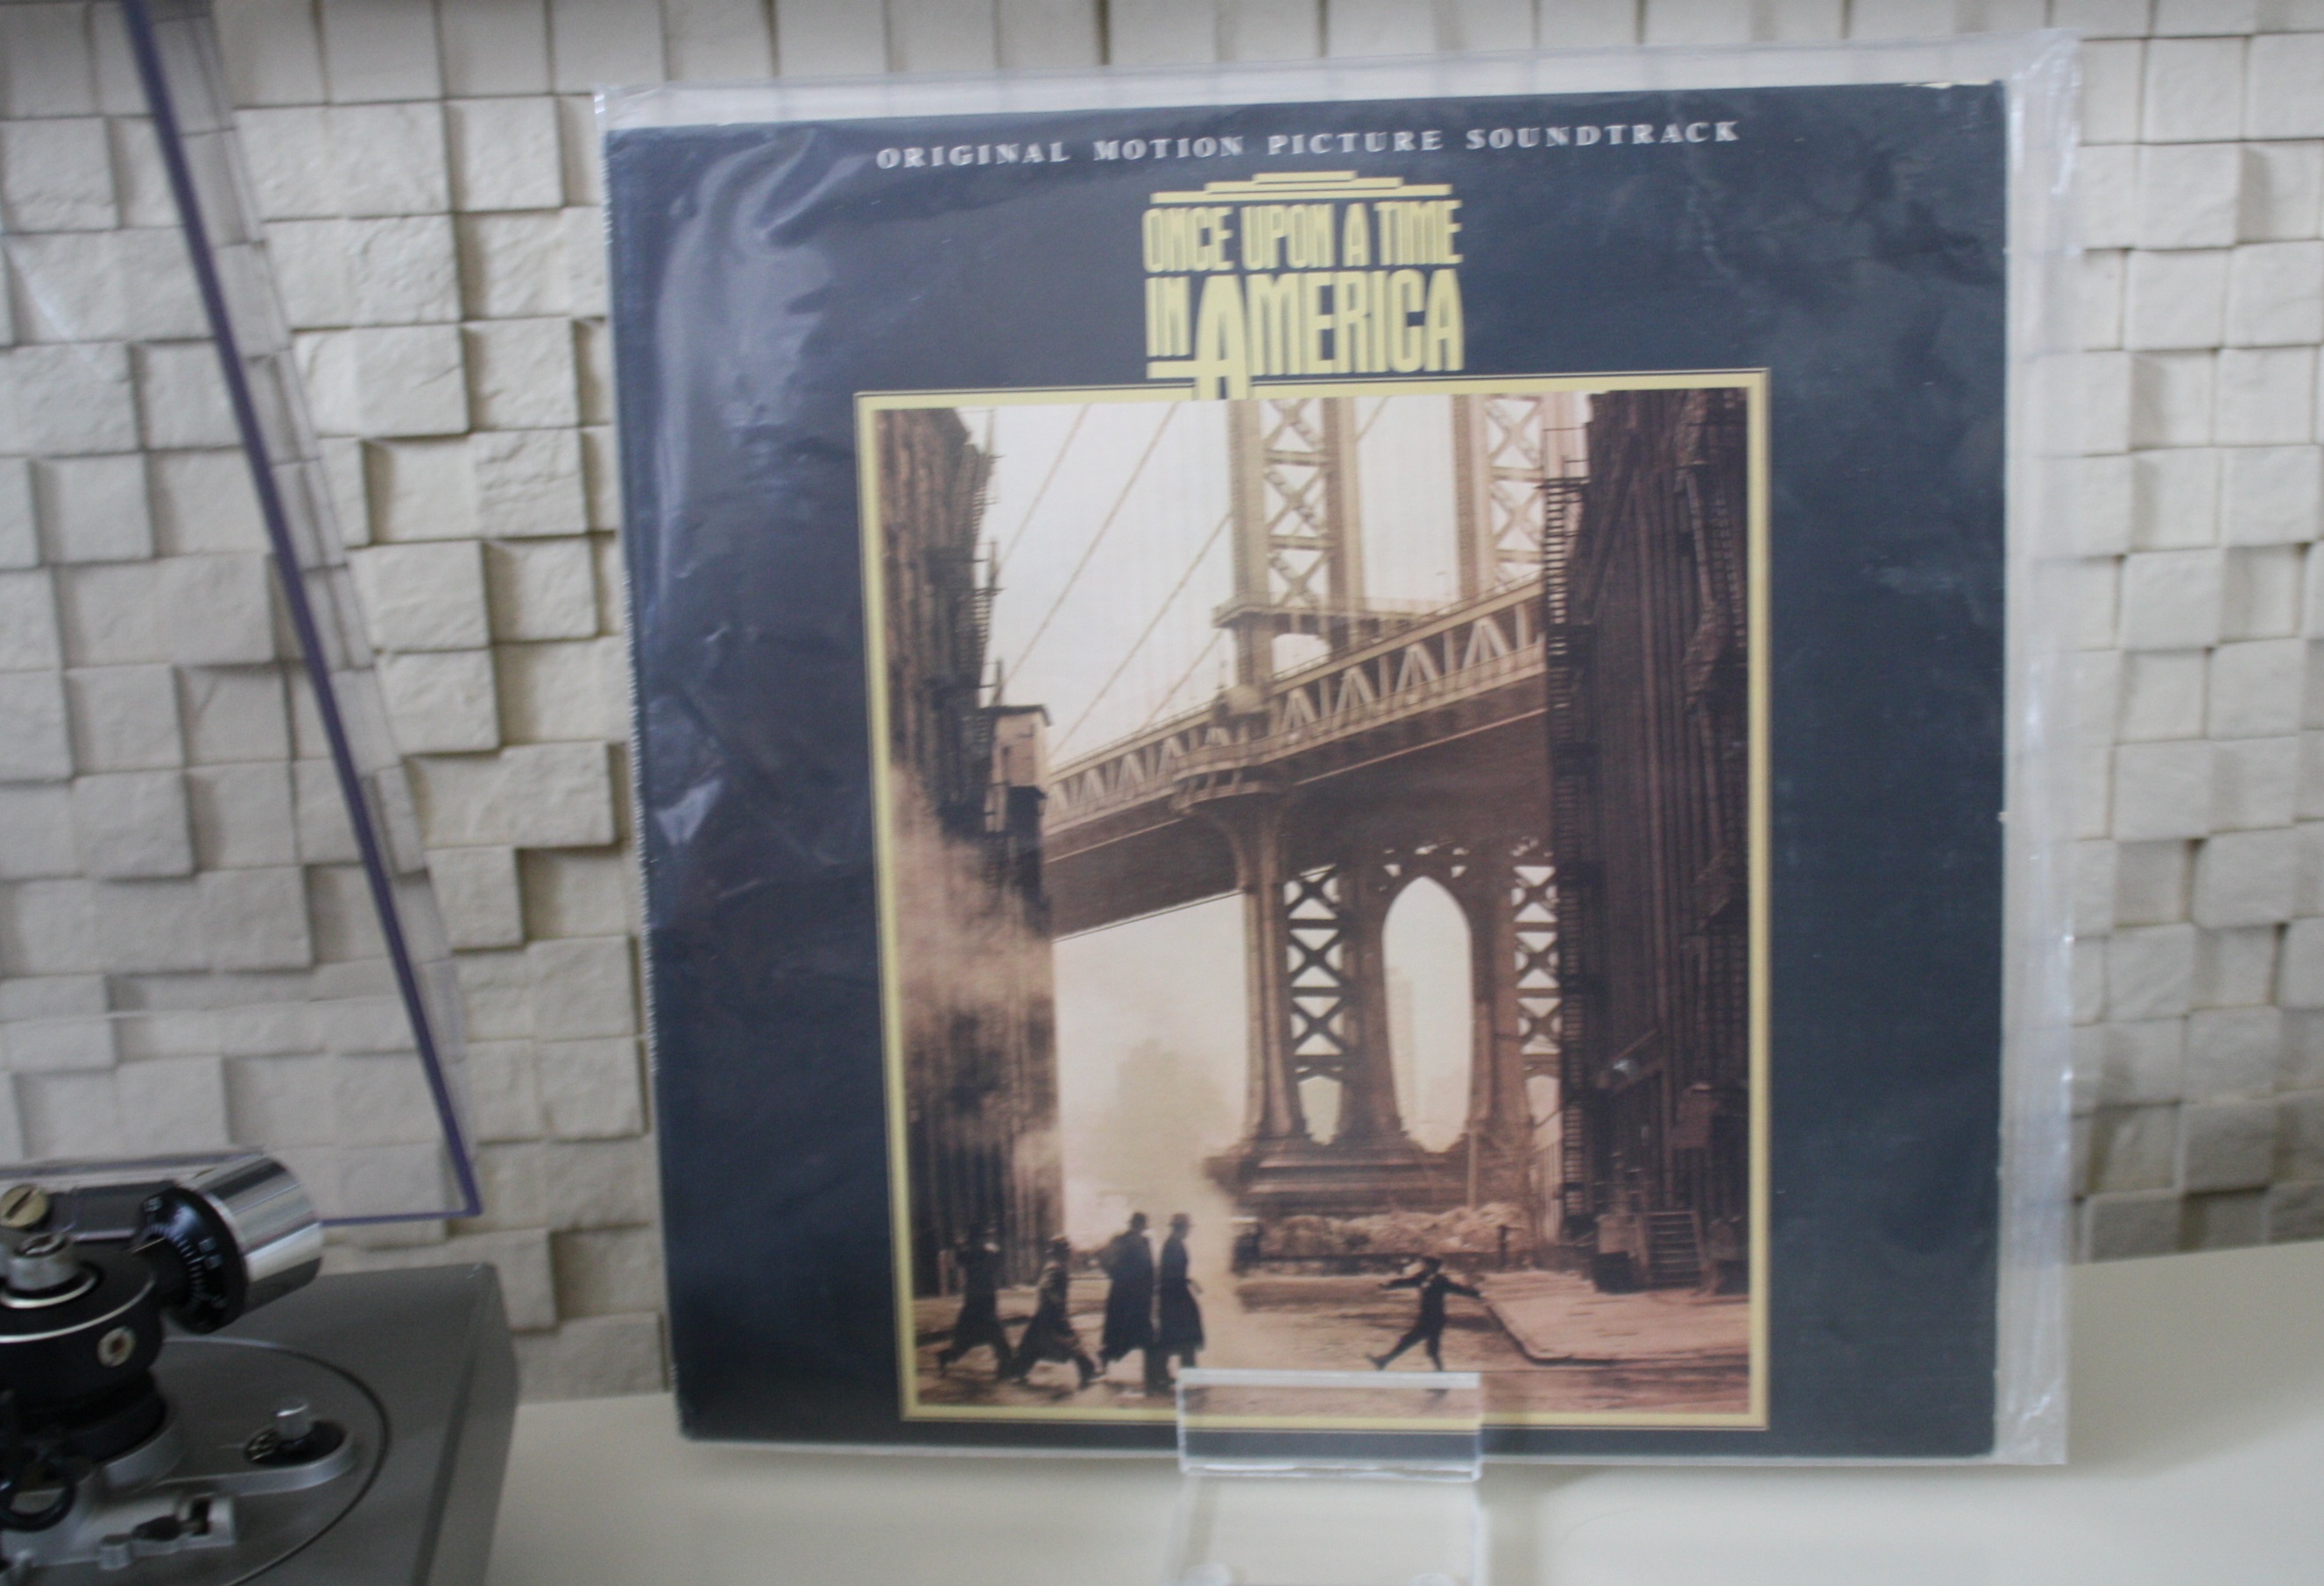 ORIGINAL MOTION PICTURE SOUNDTRACK
ONCE UPON A TIME
IN AMERICA